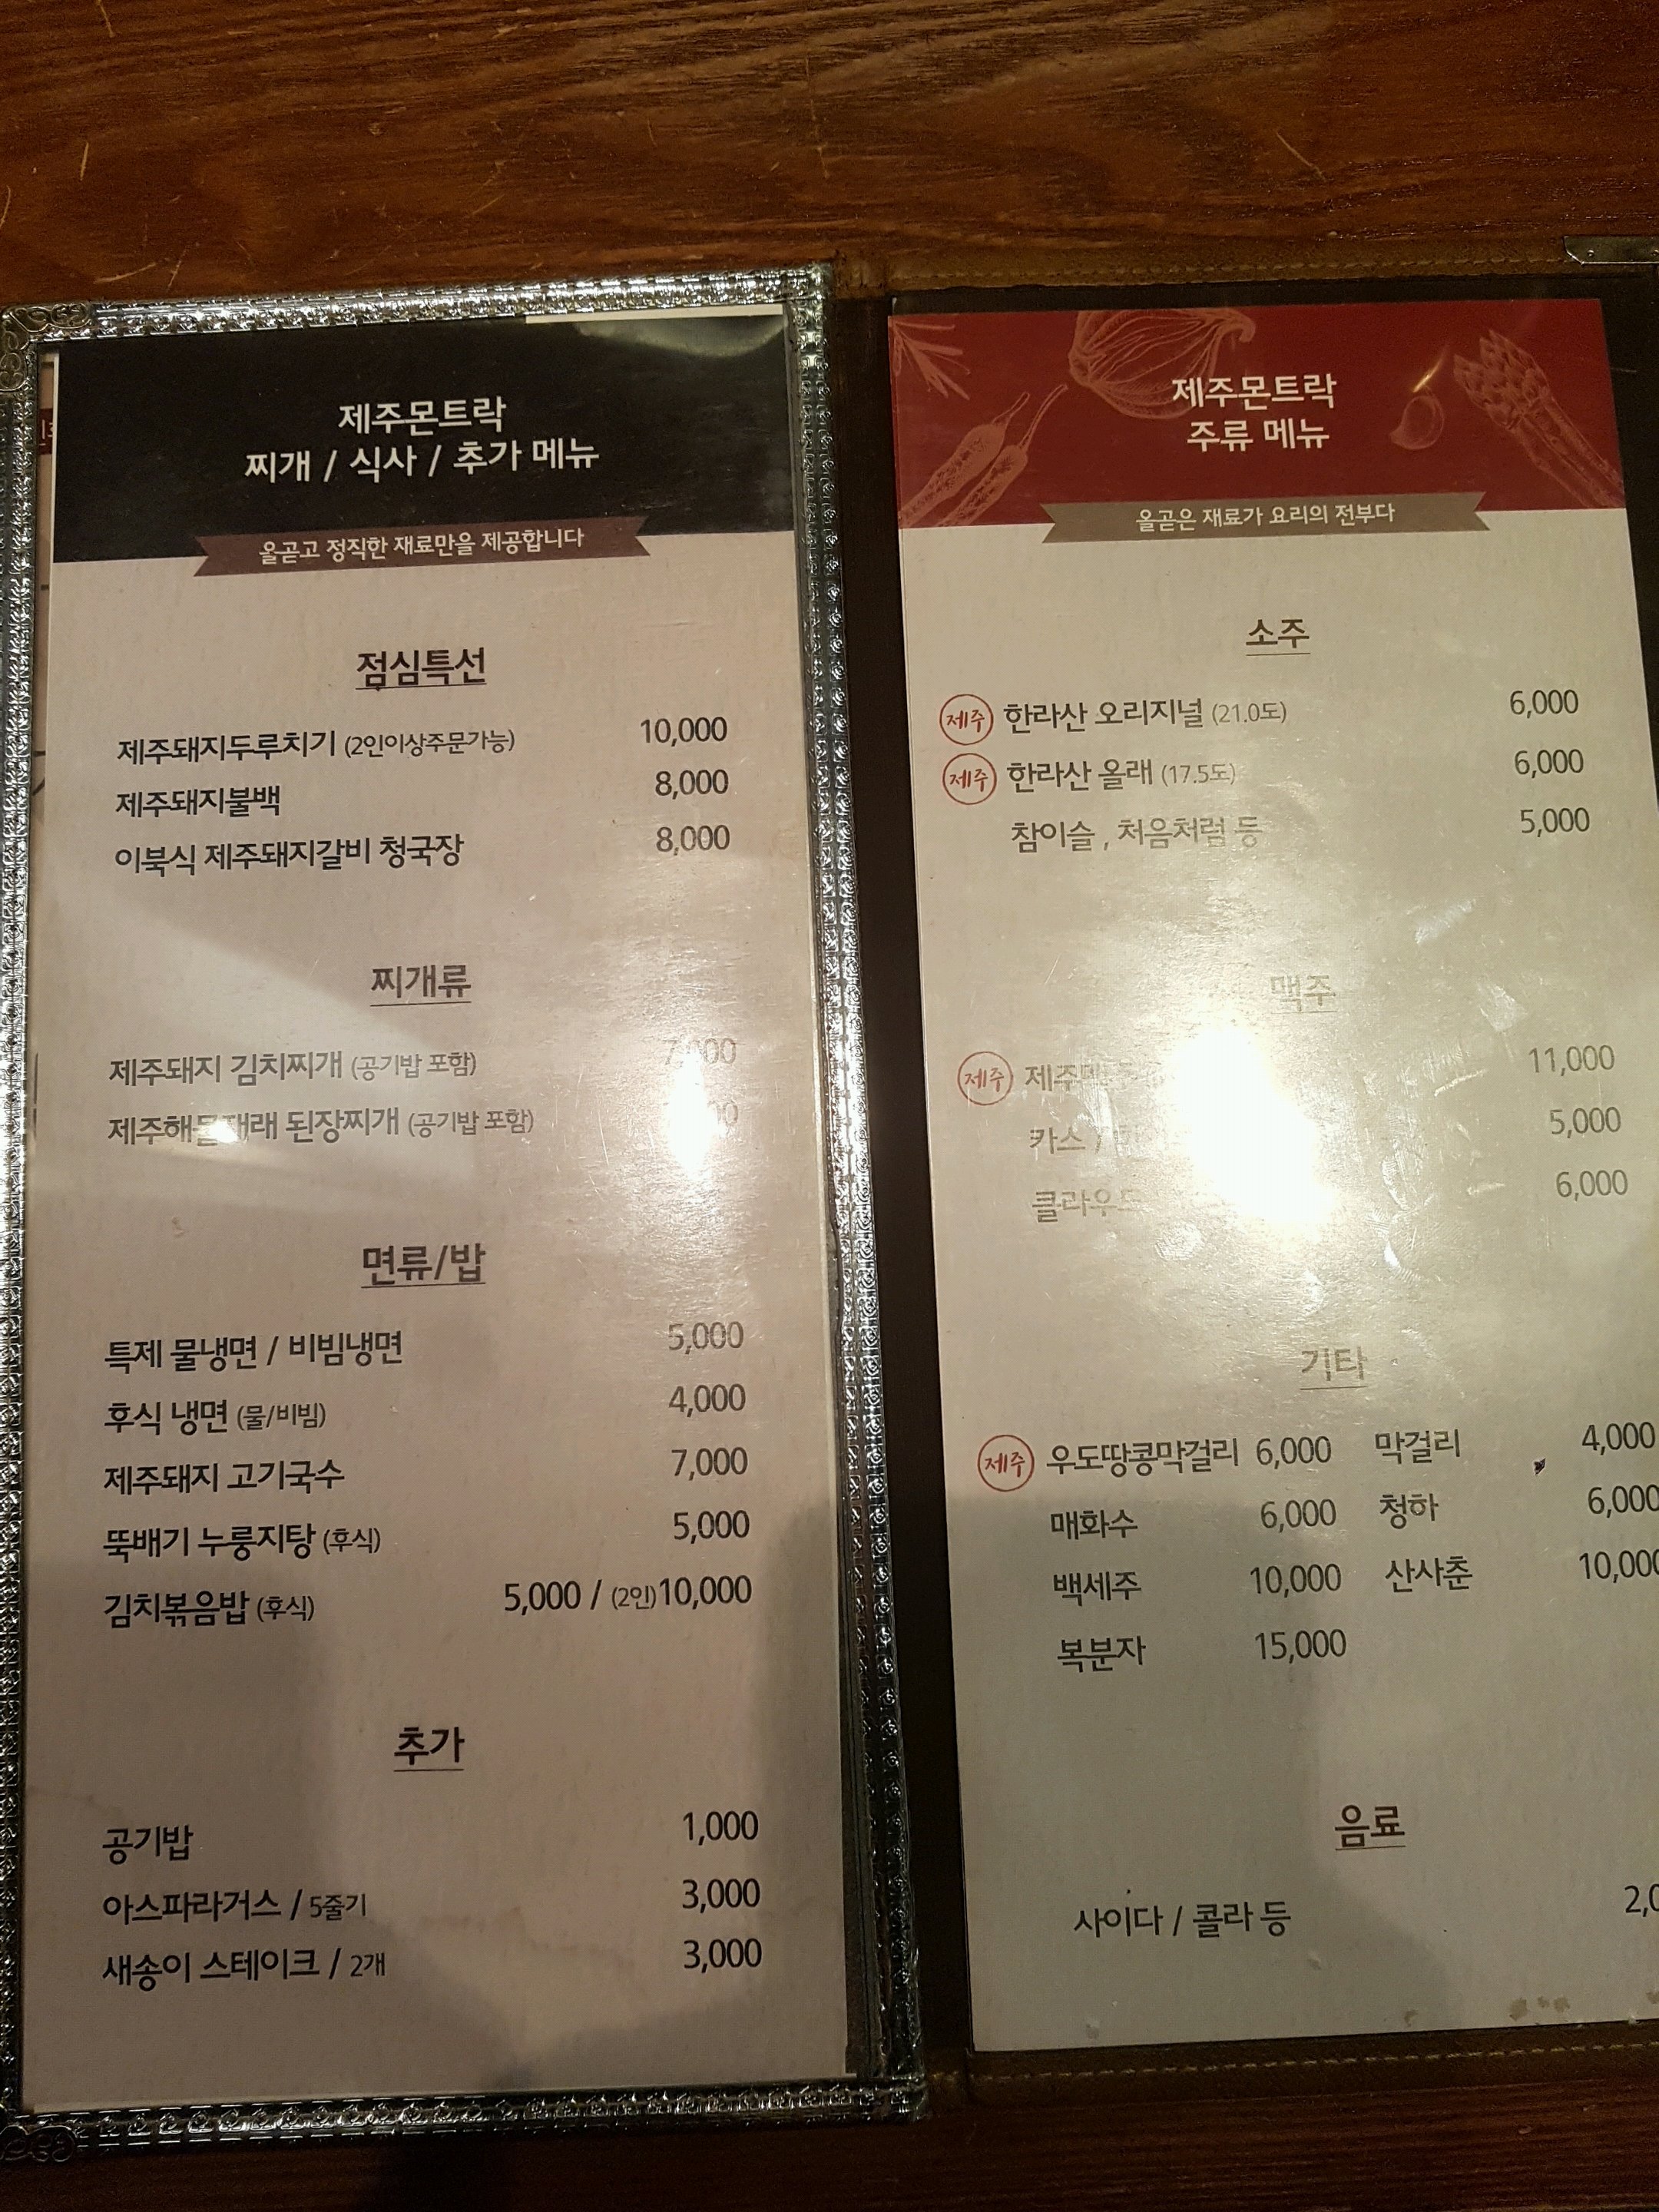 제주몬트락
찌개 / 식사 / 추가 메뉴
올곧고 정직한 재료만을 제공합니다
점심특선
제주돼지두루치기 (2인이상주문가능) 10,000
제주돼지불백 8,000
이북식 제주돼지갈비 청국장 8,000
찌개류
제주돼지 김치찌개 (공기밥 포함)
제주해물재래 된장찌개 (공기밥 포함)
면류/밥
특제 물냉면 / 비빔냉면 5,000
후식 냉면 (물/비빔) 4,000
제주돼지 고기국수 7,000
뚝배기 누룽지탕 (후식) 5,000
김치볶음밥 (후식) 5,000 / (2인)10,000
추가
공기밥 1,000
아스파라거스 / 5줄기 3,000
새송이 스테이크 / 2개 3,000
제주몬트락
주류 메뉴
올곧은 재료가 요리의 전부다
소주
제주 한라산 오리지널 (21.0도) 6,000
제주 한라산 올래 (17.5도) 6,000
참이슬 , 처음처럼 등 5,000
맥주
제주 11,000
카스 / 5,000
6,000
기타
제주 우도땅콩막걸리 6,000 막걸리 4,000
매화수 6,000 청하 6,000
백세주 10,000 산사춘 10,000
복분자 15,000
음료
사이다 / 콜라 등